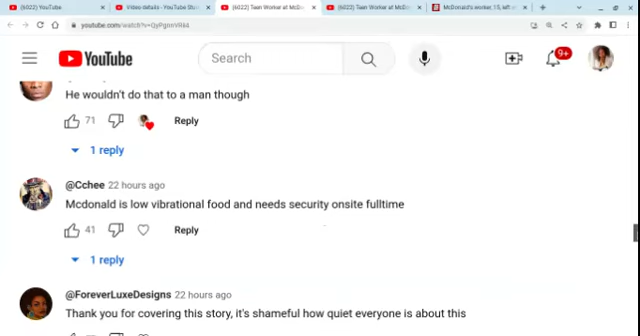 (6022) YouTube
Video details - YouTube Stu
(6022) Teen Worker at McDo
(6022) Teen Worker at McDon
McDonald's worker, 15, left
youtube.com/watch?v=
YouTube
Search
9+
He wouldn't do that to a man though
71 Reply
1 reply
@Cchee 22 hours ago
Mcdonald is low vibrational food and needs security onsite fulltime
41 Reply
1 reply
@ForeverLuxeDesigns 22 hours ago
Thank you for covering this story, it's shameful how quiet everyone is about this